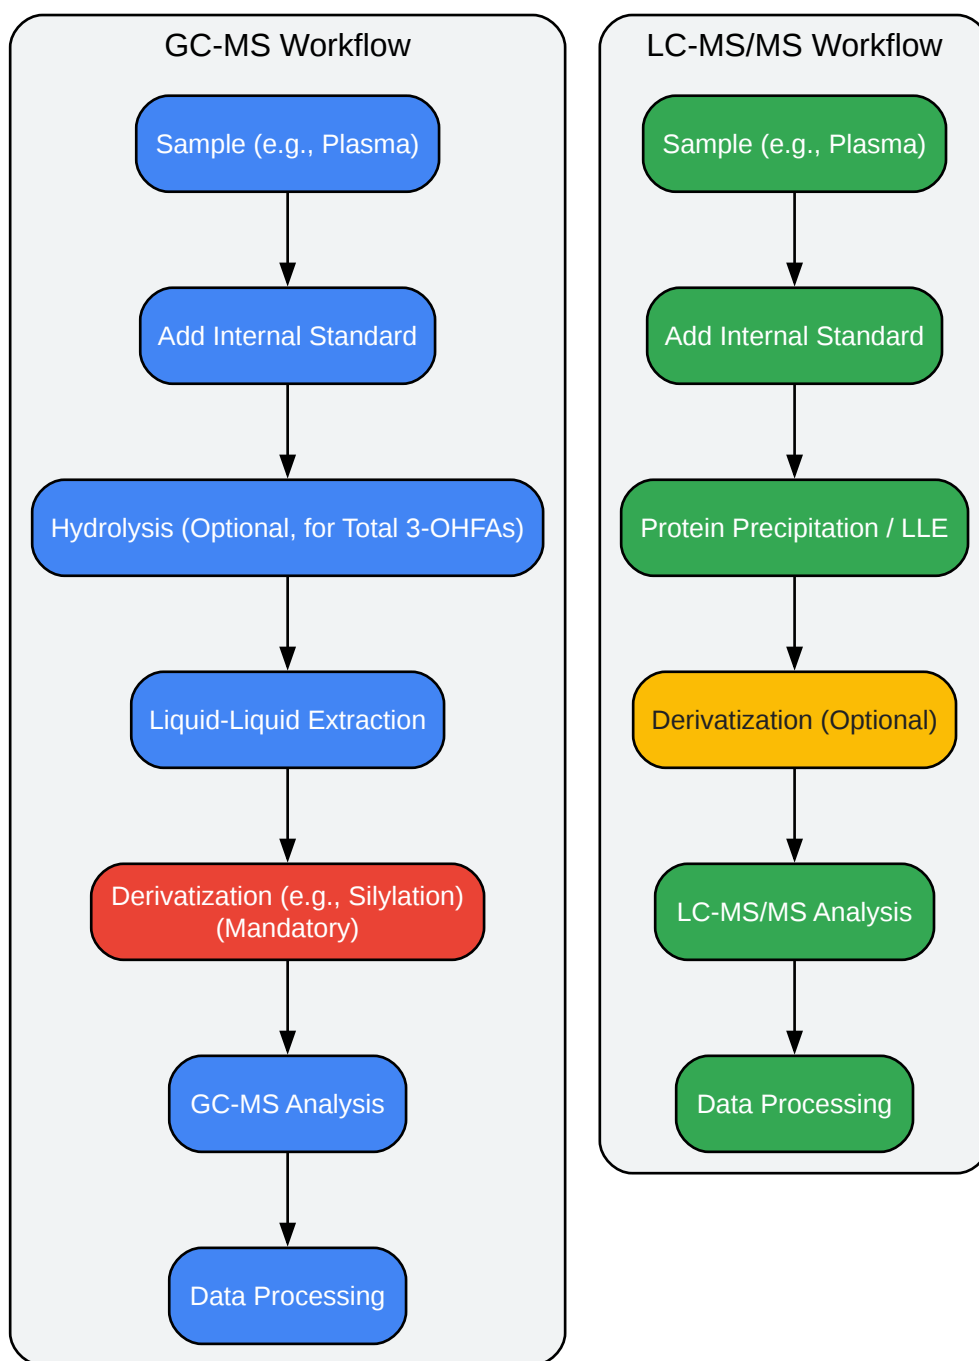 GC-MS Workflow
Sample (e.g., Plasma)
Add Internal Standard
Hydrolysis (Optional, for Total 3-OHFAs)
Liquid-Liquid Extraction
Derivatization (e.g., Silylation)
(Mandatory)
GC-MS Analysis
Data Processing
LC-MS/MS Workflow
Sample (e.g., Plasma)
Add Internal Standard
Protein Precipitation / LLE
Derivatization (Optional)
LC-MS/MS Analysis
Data Processing